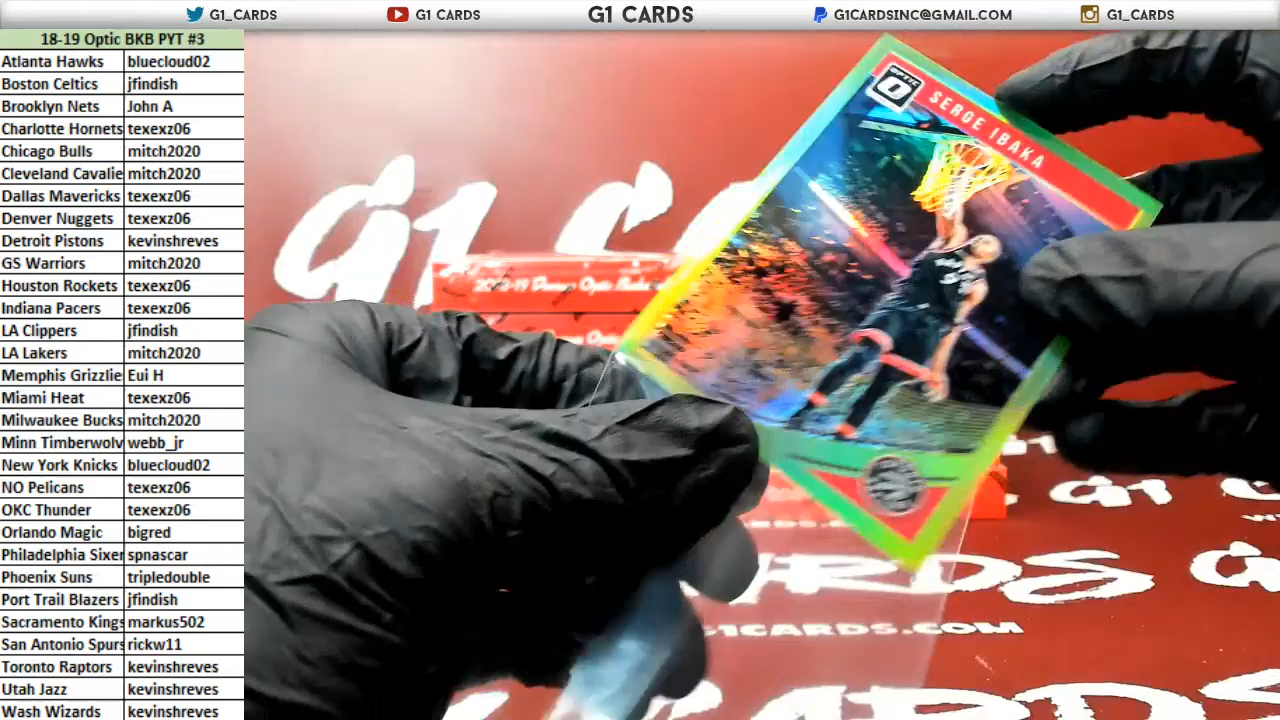 G1_CARDS
G1 CARDS
G1 CARDS
G1CARDSINC@GMAIL.COM
G1_CARDS
18-19 Optic BKB PYT #3
Atlanta Hawks bluecloud02
Boston Celtics jfindish
Brooklyn Nets John A
Charlotte Hornets texexz06
Chicago Bulls mitch2020
Cleveland Cavalie mitch2020
Dallas Mavericks texexz06
Denver Nuggets texexz06
Detroit Pistons kevinshreves
GS Warriors mitch2020
Houston Rockets texexz06
Indiana Pacers texexz06
LA Clippers jfindish
LA Lakers mitch2020
Memphis Grizzlie Eui H
Miami Heat texexz06
Milwaukee Bucks mitch2020
Minn Timberwolv webb_jr
New York Knicks bluecloud02
NO Pelicans texexz06
OKC Thunder texexz06
Orlando Magic bigred
Philadelphia Sixer spnascar
Phoenix Suns tripledouble
Port Trail Blazers jfindish
Sacramento Kings markus502
San Antonio Spurs rickw11
Toronto Raptors kevinshreves
Utah Jazz kevinshreves
Wash Wizards kevinshreves
OPTIC
SERGE IBAKA
G1
Optic
G1
G1CARDS.COM